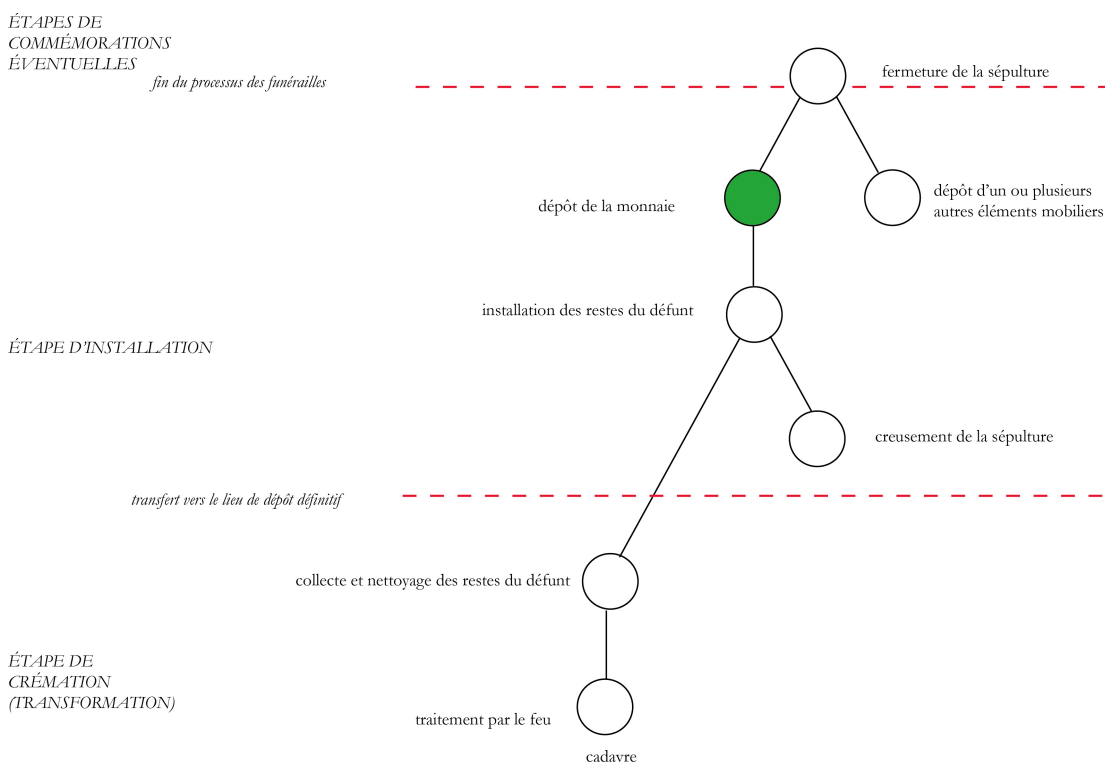 ÉTAPES DE
COMMÉMORATIONS
ÉVENTUELLES
fin du processus des funérailles
fermeture de la sépulture
dépôt de la monnaie
dépôt d'un ou plusieurs
autres éléments mobiliers
installation des restes du défunt
ÉTAPE D'INSTALLATION
creusement de la sépulture
transfert vers le lieu de dépôt définitif
collecte et nettoyage des restes du défunt
ÉTAPE DE
CRÉMATION
(TRANSFORMATION)
traitement par le feu
cadavre